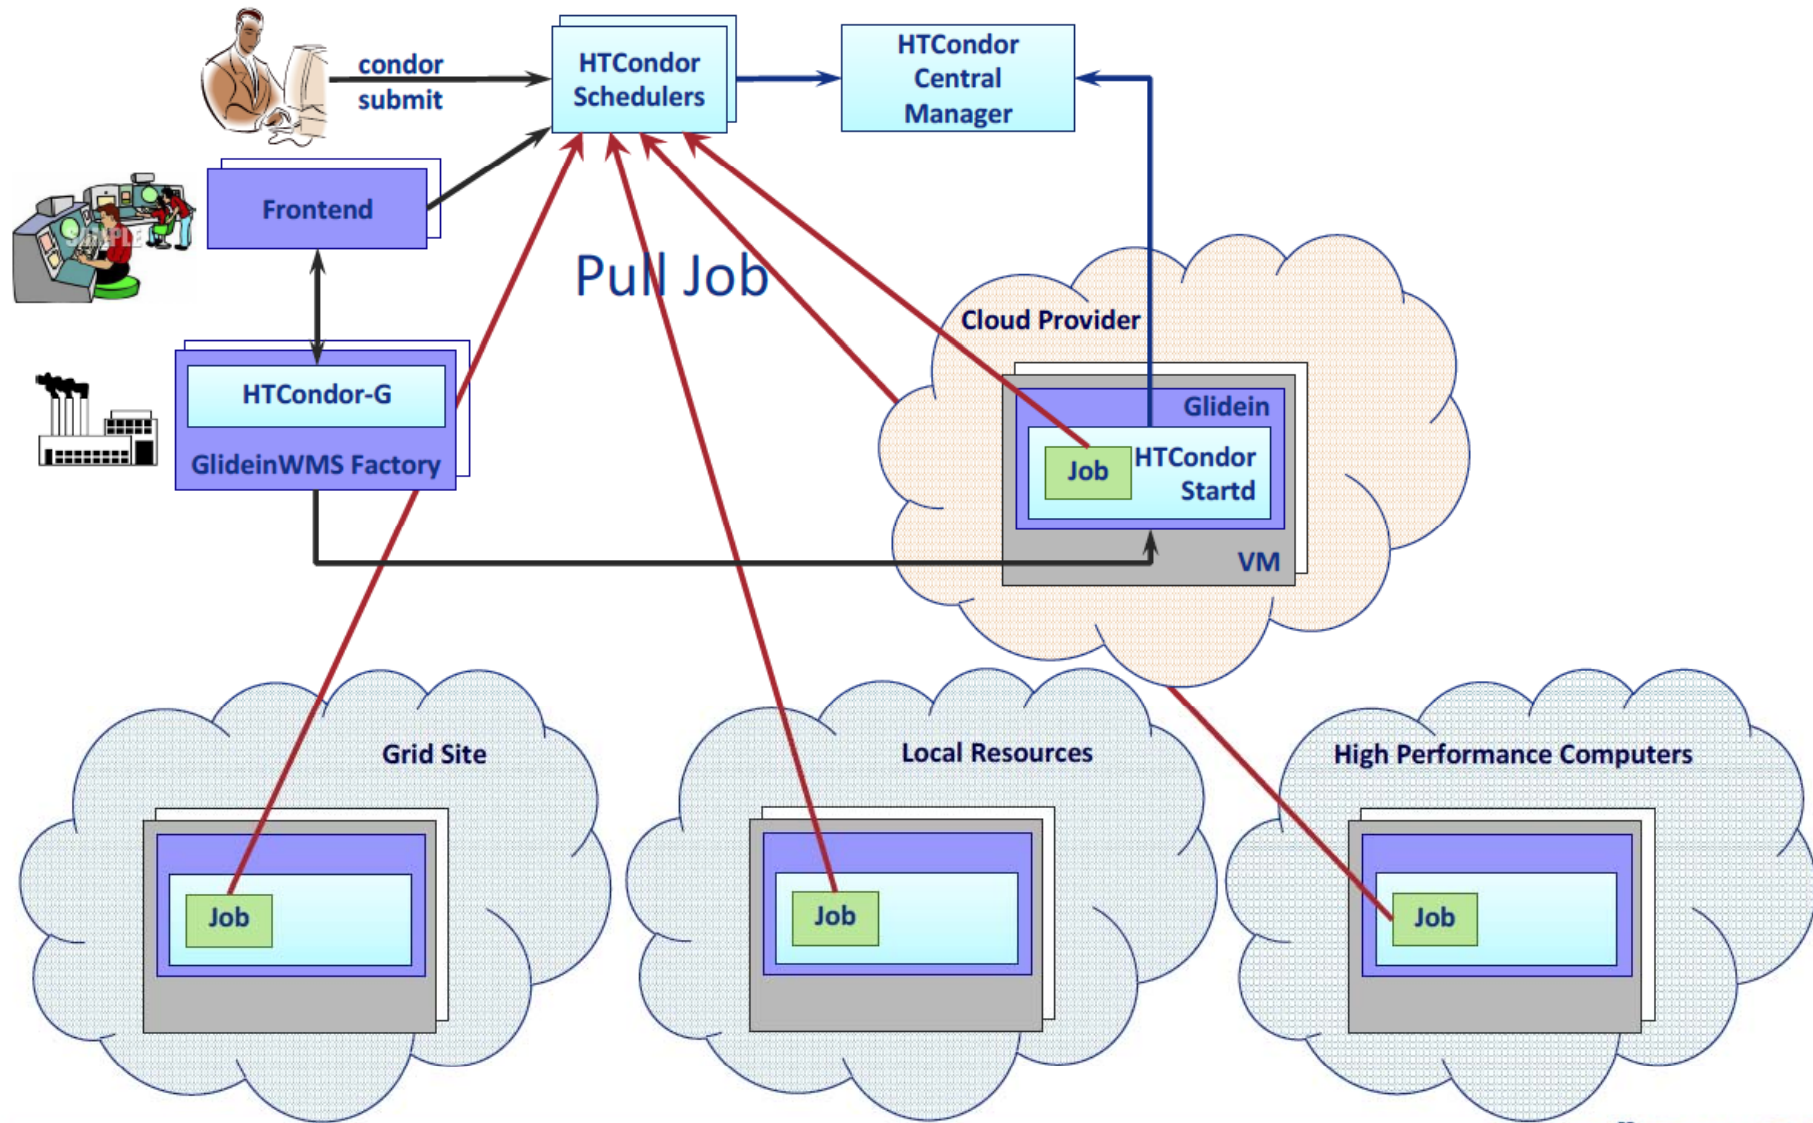 condor
submit
HTCondor
Schedulers
HTCondor
Central
Manager
Frontend
SAMPLE
Pull Job
Cloud Provider
HTCondor-G
GlideinWMS Factory
Glidein
Job
HTCondor
Startd
VM
Grid Site
Local Resources
High Performance Computers
Job
Job
Job